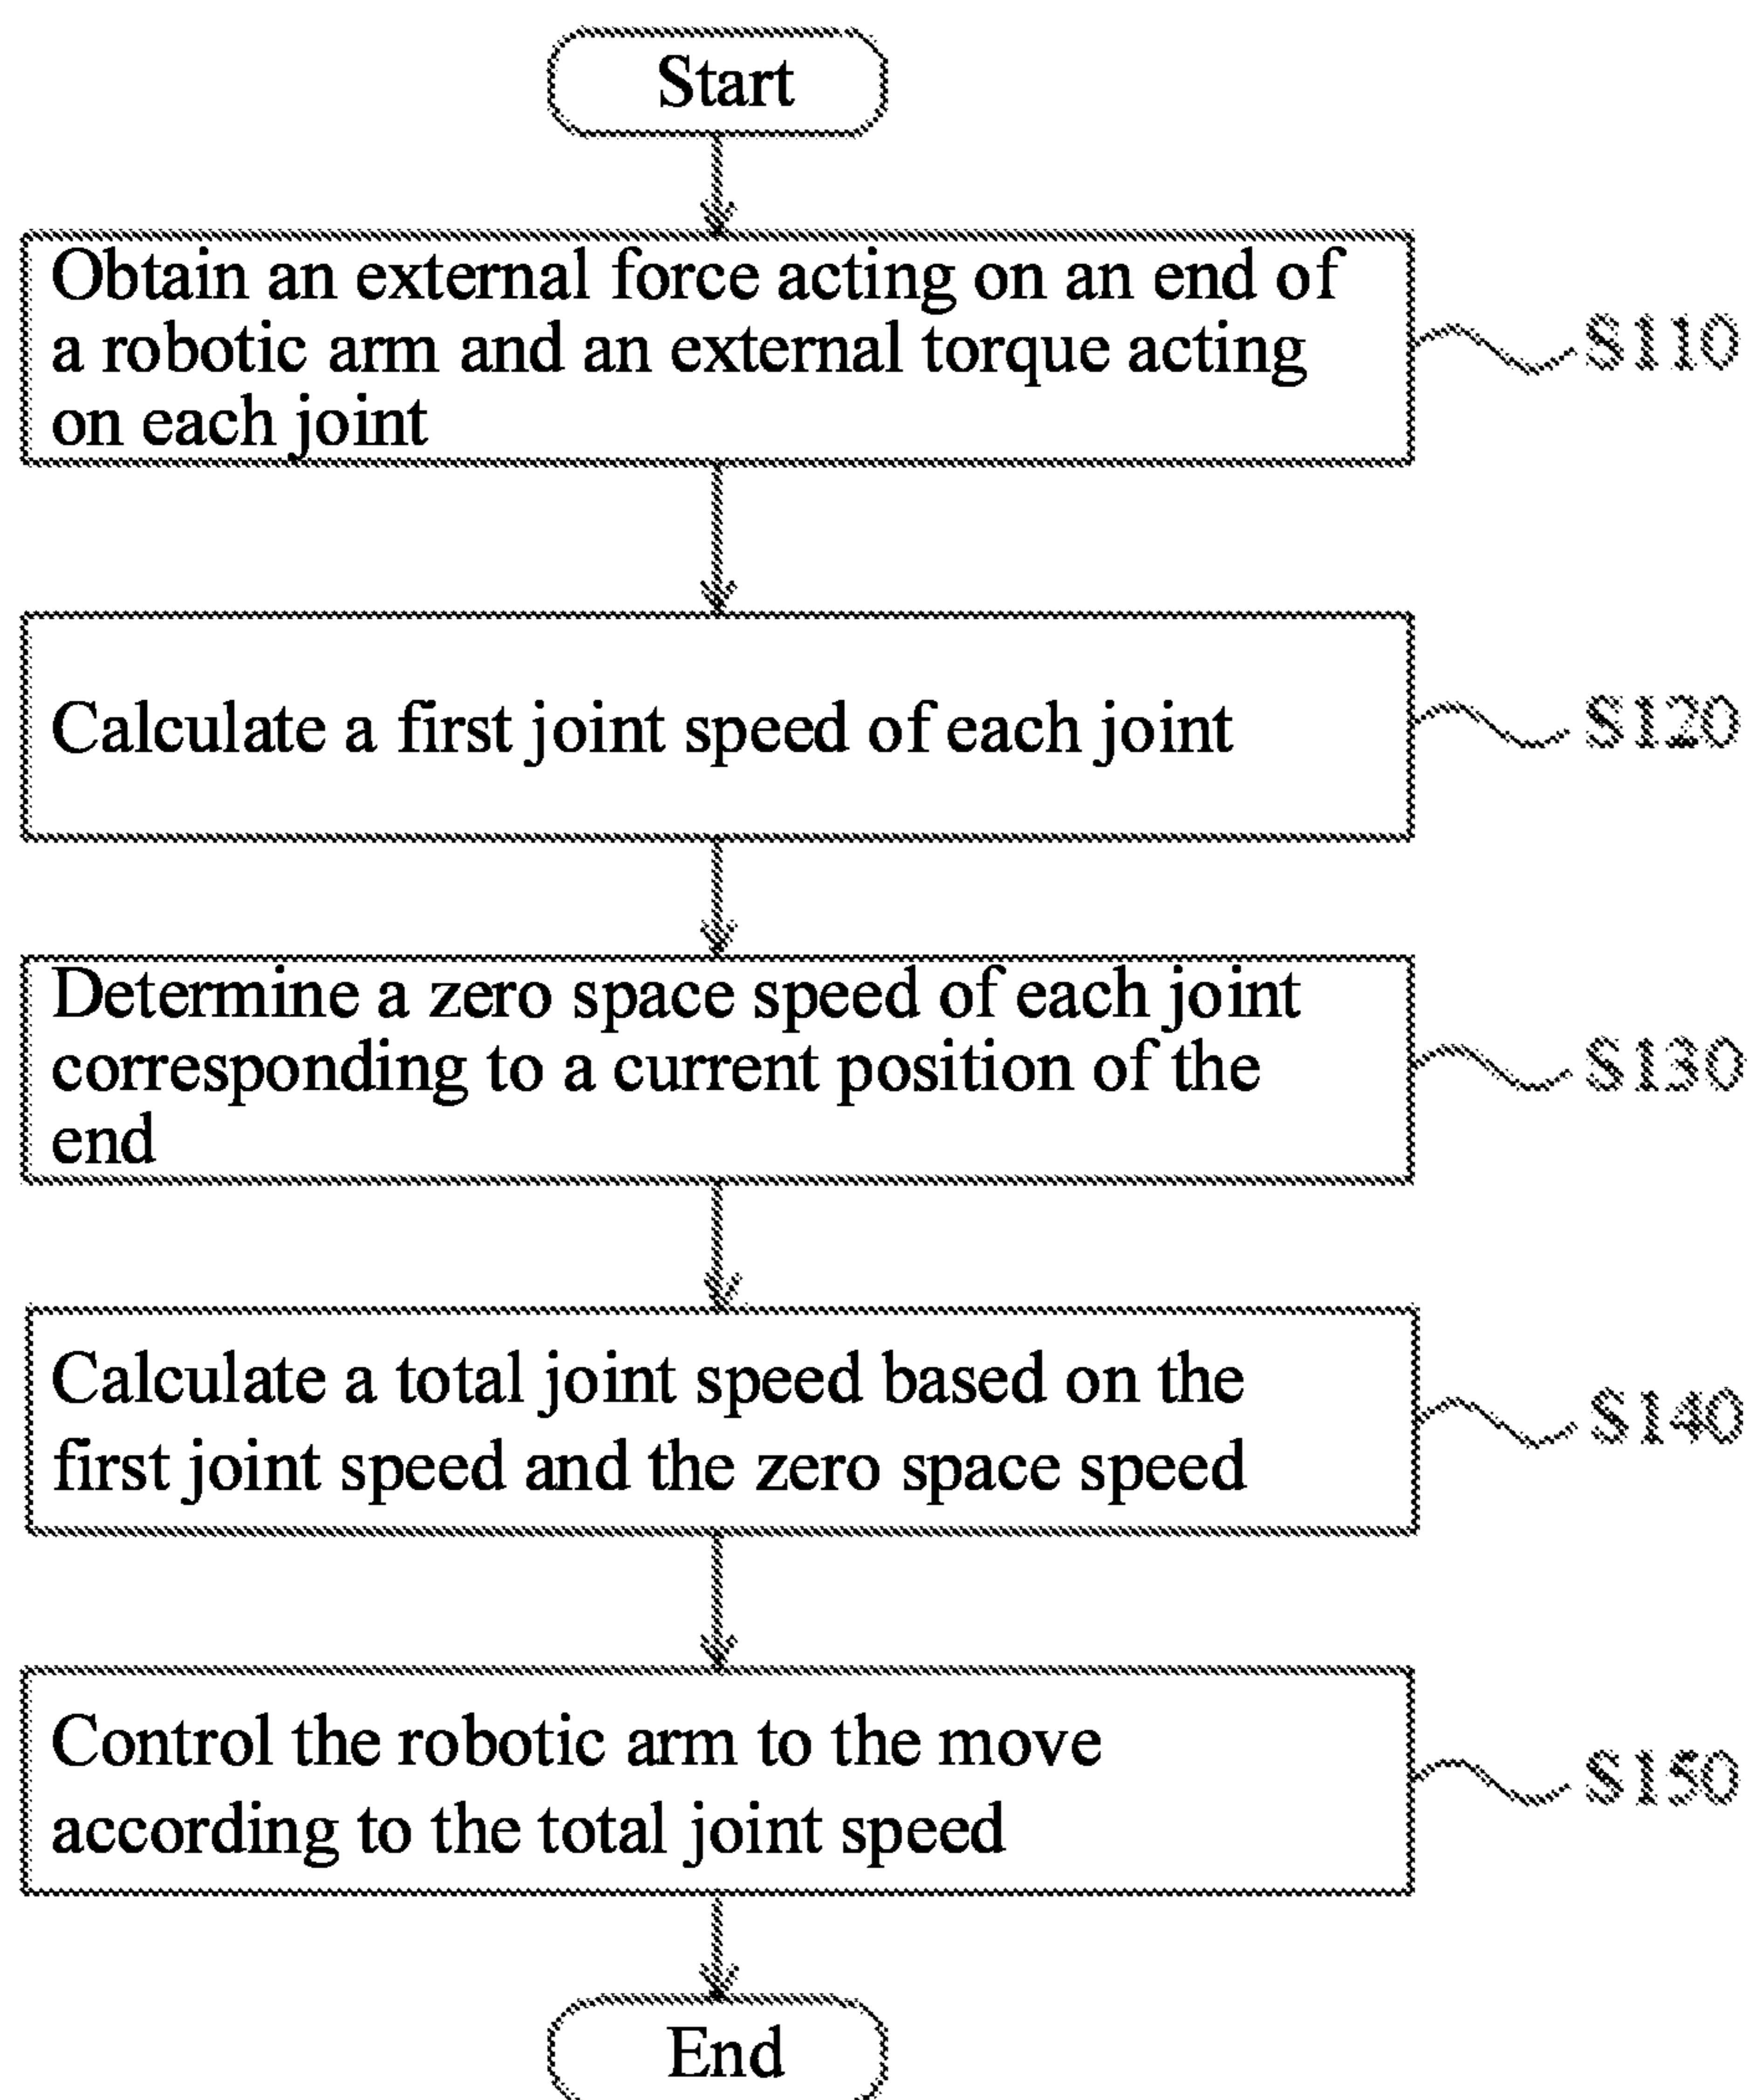 Start
Obtain an external force acting on an end of
a robotic arm and an external torque acting
on each joint
S110
Calculate a first joint speed of each joint
S120
Determine a zero space speed of each joint
corresponding to a current position of the
end
S130
Calculate a total joint speed based on the
first joint speed and the zero space speed
S140
Control the robotic arm to the move
according to the total joint speed
S150
End